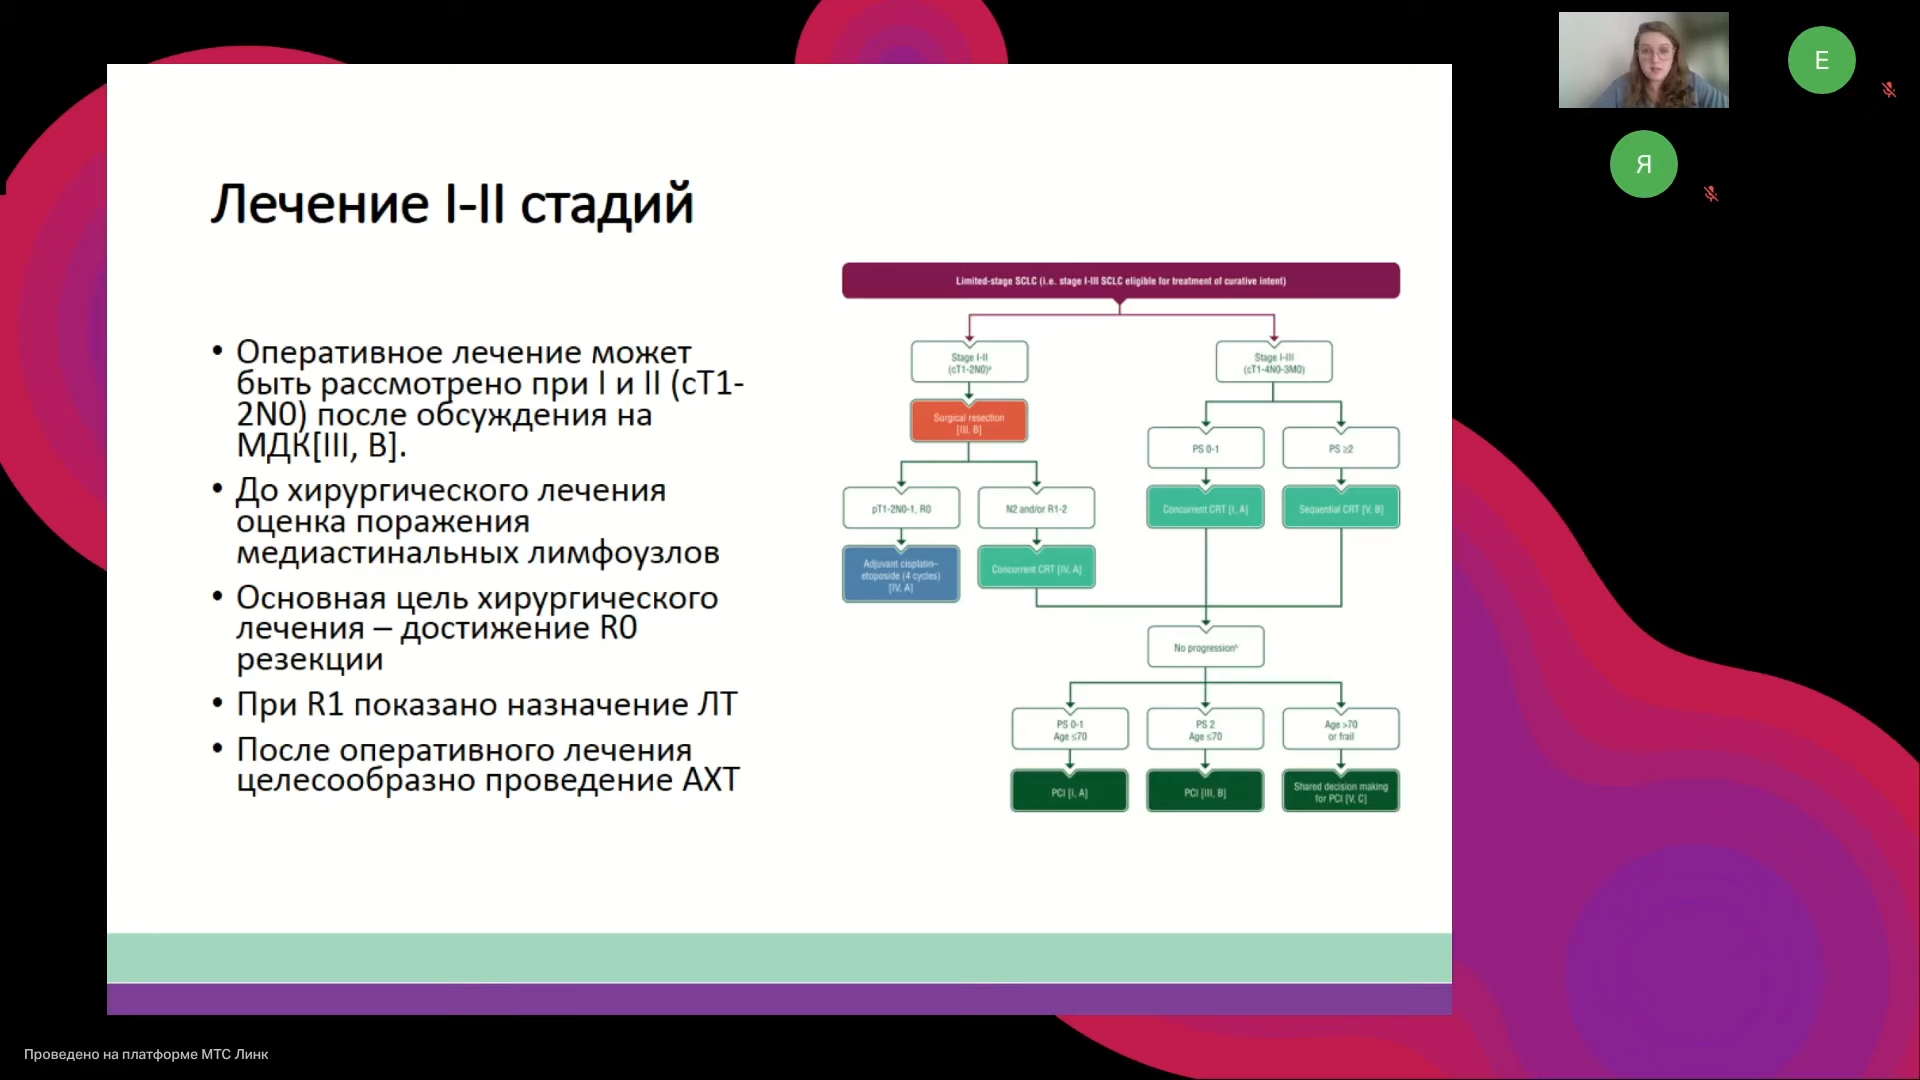 Лечение I-II стадий
• Оперативное лечение может
быть рассмотрено при I и II (cT1-
2N0) после обсуждения на
МДК[III, B].
• До хирургического лечения
оценка поражения
медиастинальных лимфоузлов
• Основная цель хирургического
лечения – достижение R0
резекции
• При R1 показано назначение ЛТ
• После оперативного лечения
целесообразно проведение АХТ
Limited-stage SCLC (i.e. stage I-III SCLC eligible for treatment of curative intent)
Stage I-II
(cT1-2N0)ᵃ
Stage I-III
(cT1-4N0-3M0)
Surgical resection
[III, B]
PS 0-1
PS ≥2
pT1-2N0-1, R0
N2 and/or R1-2
Concurrent CRT [I, A]
Sequential CRT [V, B]
Adjuvant cisplatin–
etoposide (4 cycles)
[IV, A]
Concurrent CRT [IV, A]
No progressionᵇ
PS 0-1
Age ≤70
PS 2
Age ≤70
Age >70
or frail
PCI [I, A]
PCI [III, B]
Shared decision making
for PCI [V, C]
E
Я
Проведено на платформе МТС Линк